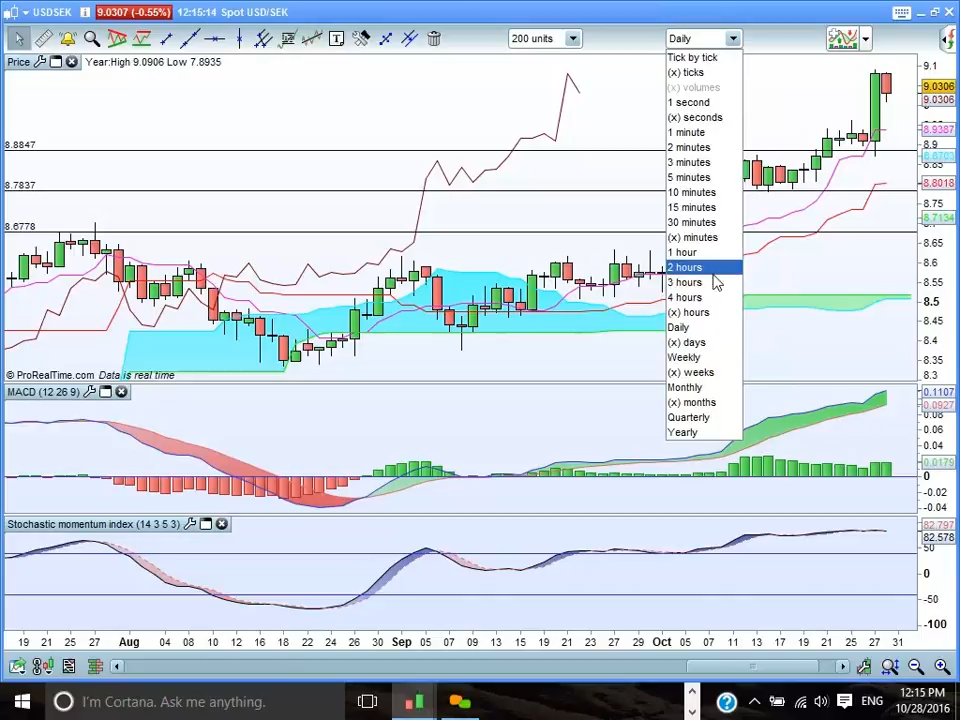 USDSEK 9.0307 (-0.55%) 12:15:14 Spot USD/SEK
200 units Daily
Price Year:High 9.0906 Low 7.8935
Tick by tick
(x) ticks
(x) volumes
1 second
(x) seconds
1 minute
2 minutes
3 minutes
5 minutes
10 minutes
15 minutes
30 minutes
(x) minutes
1 hour
2 hours
3 hours
4 hours
(x) hours
Daily
(x) days
Weekly
(x) weeks
Monthly
(x) months
Quarterly
Yearly
8.8847
8.7837
8.6778
9.1
9.0306
9.0306
8.9387
8.9
8.8703
8.8018
8.75
8.7134
8.65
8.6
8.55
8.5
8.45
8.4
8.35
8.3
© ProRealTime.com Data is real time
MACD (12 26 9)
0.1107
0.0927
0.08
0.06
0.04
0.0179
0
-0.02
-0.04
Stochastic momentum index (14 3 5 3)
82.797
82.578
50
0
-50
-100
19 21 25 27 Aug 04 08 10 12 16 18 22 24 26 30 Sep 05 07 09 13 15 19 21 23 27 29 Oct 05 07 11 13 17 19 21 25 27 31
I'm Cortana. Ask me anything.
ENG
12:15 PM
10/28/2016